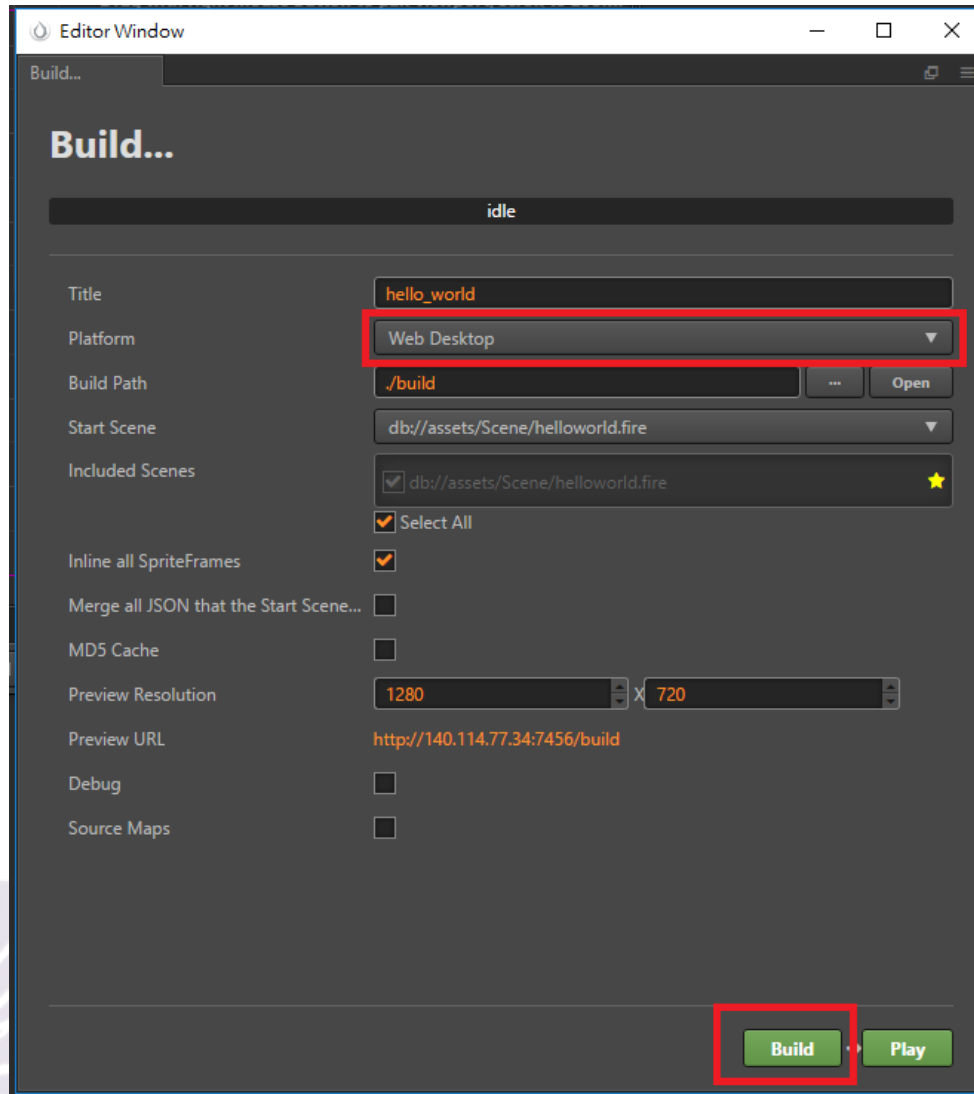 Editor Window
Build...
Build...
idle
Title hello_world
Platform Web Desktop
Build Path ./build ... Open
Start Scene db://assets/Scene/helloworld.fire
Included Scenes db://assets/Scene/helloworld.fire
Select All
Inline all SpriteFrames
Merge all JSON that the Start Scene...
MD5 Cache
Preview Resolution 1280 X 720
Preview URL http://140.114.77.34:7456/build
Debug
Source Maps
Build Play